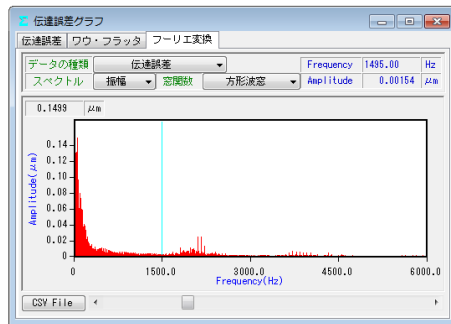 伝達誤差グラフ
伝達誤差 ワウ・フラッタ フーリエ変換
データの種類 伝達誤差 Frequency 1495.00 Hz
スペクトル 振幅 窓関数 方形波窓 Amplitude 0.00154 μm
0.1499 μm
0.14
0.12
0.10
0.08
0.06
0.04
0.02
0
Amplitude(μm)
0 1500.0 3000.0 4500.0 6000.0
Frequency(Hz)
CSV File